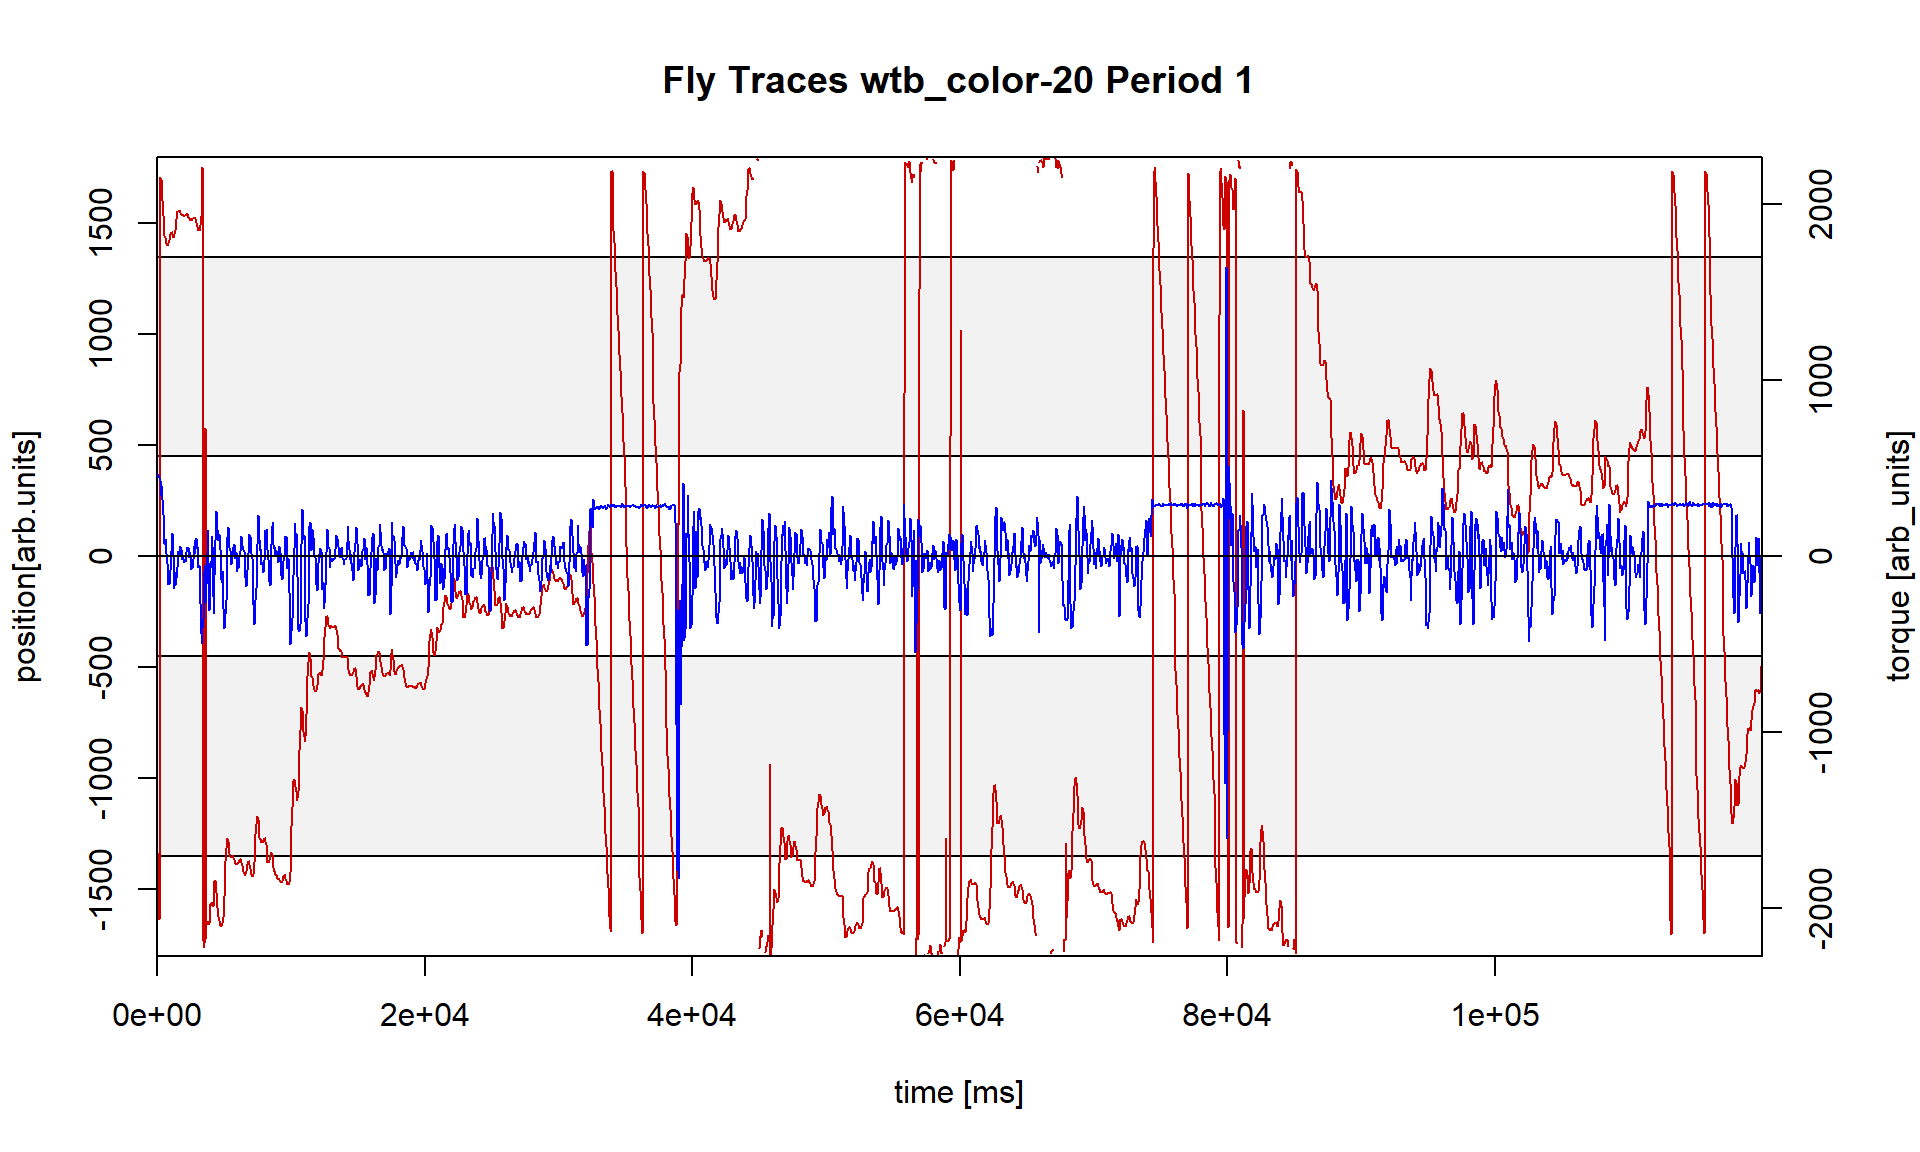 Fly Traces wtb_color-20 Period 1
position[arb.units]
1500
1000
500
0
-500
-1000
-1500
2000
1000
0
-1000
-2000
torque [arb_units]
0e+00 2e+04 4e+04 6e+04 8e+04 1e+05
time [ms]